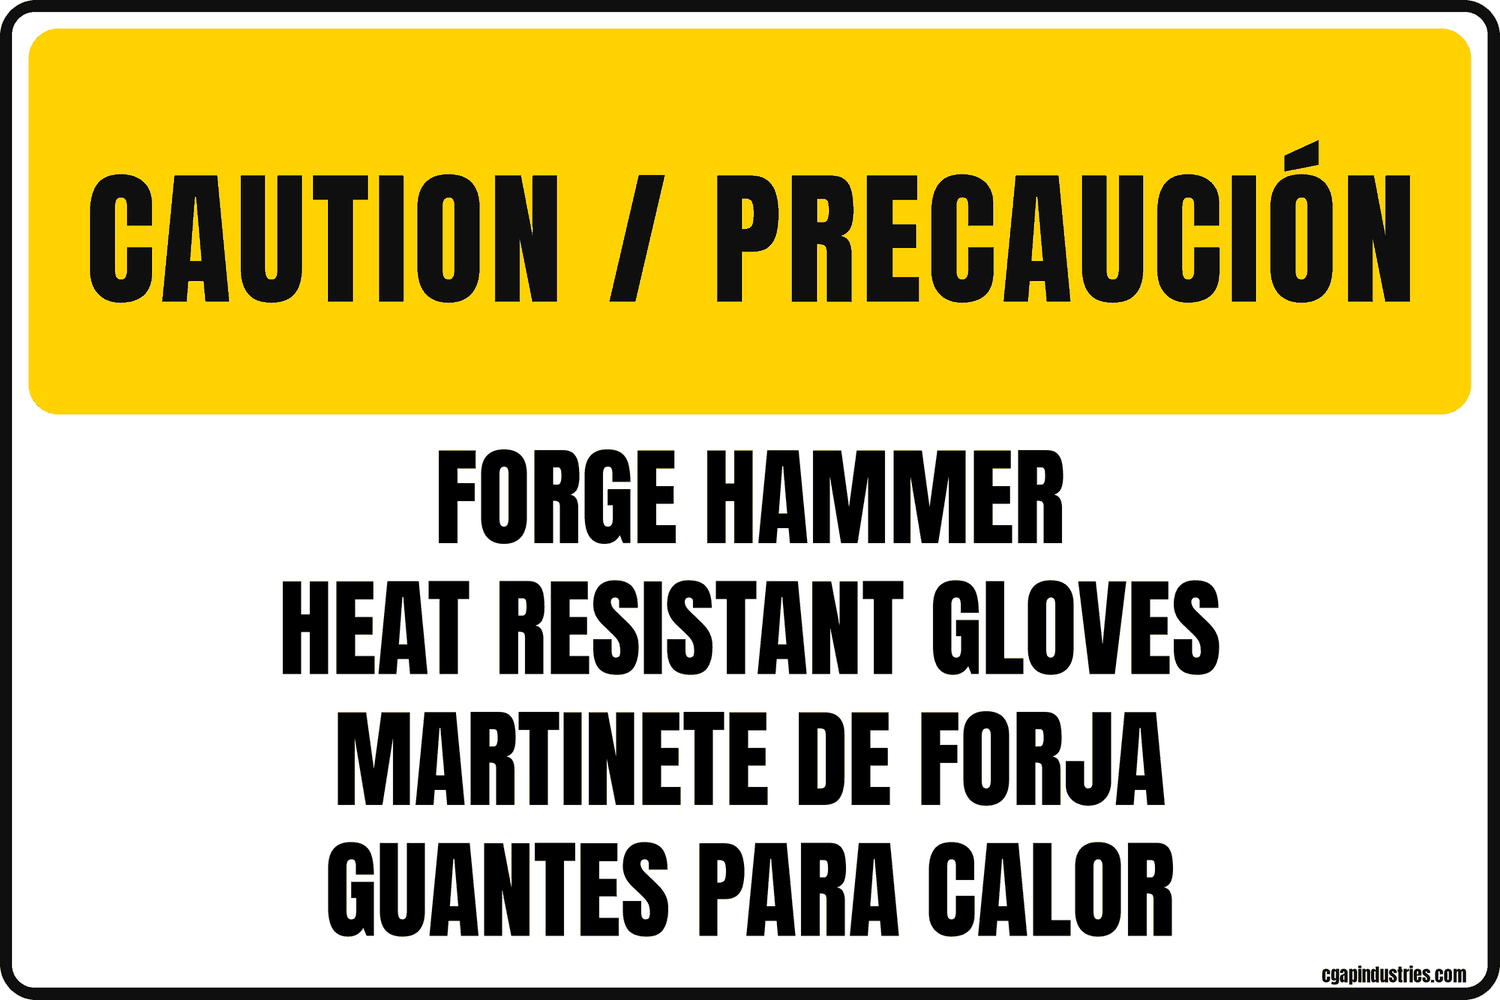 CAUTION / PRECAUCIÓN
FORGE HAMMER
HEAT RESISTANT GLOVES
MARTINETE DE FORJA
GUANTES PARA CALOR
cgapindustries.com